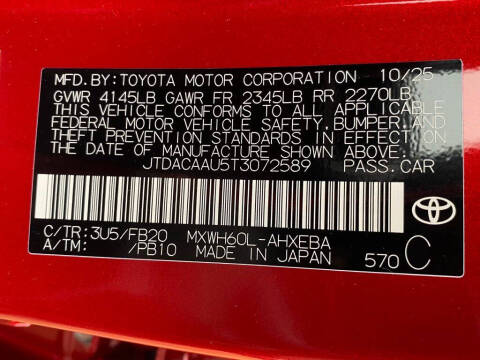 MFD.BY:TOYOTA MOTOR CORPORATION 10/25
GVWR 4145LB GAWR FR 2345LB RR 2270LB
THIS VEHICLE CONFORMS TO ALL APPLICABLE
FEDERAL MOTOR VEHICLE SAFETY,BUMPER,AND
THEFT PREVENTION STANDARDS IN EFFECT ON
THE DATE OF MANUFACTURE SHOWN ABOVE.
JTDACAAU5T3072589 PASS.CAR
C/TR:3U5/FB20 MXWH60L-AHXEBA
A/TM: /PB10 MADE IN JAPAN 570 C
TOYOTA